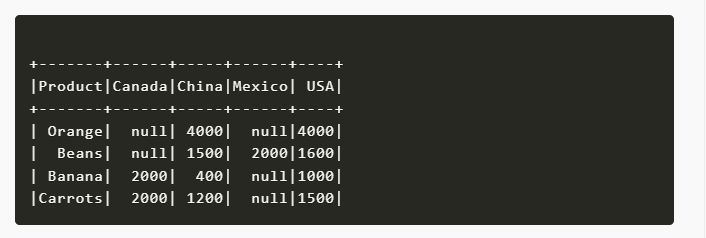 +-------+------+-----+------+----+
|Product|Canada|China|Mexico| USA|
+-------+------+-----+------+----+
| Orange|  null| 4000|  null|4000|
|  Beans|  null| 1500|  2000|1600|
| Banana|  2000|  400|  null|1000|
|Carrots|  2000| 1200|  null|1500|